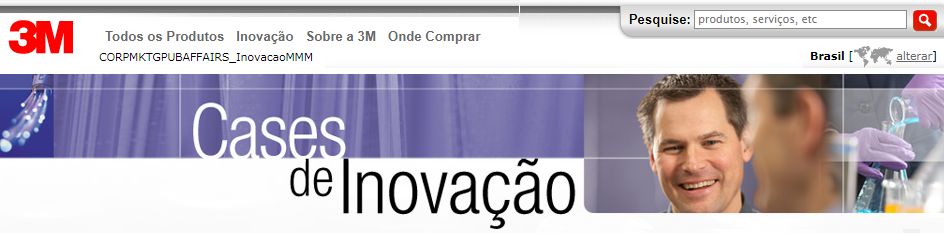 3M
Todos os Produtos Inovação Sobre a 3M Onde Comprar
CORPMKTGPUBAFFAIRS_InovacaoMMM
Pesquise: produtos, serviços, etc
Brasil [alterar]
Cases
de Inovação